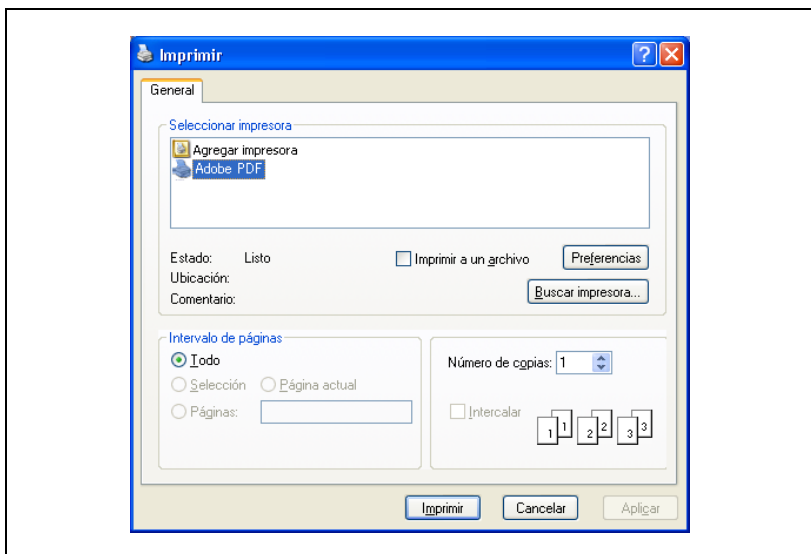 Imprimir
General
Seleccionar impresora
Agregar impresora
Adobe PDF
Estado: Listo
Imprimir a un archivo
Preferencias
Ubicación:
Comentario:
Buscar impresora...
Intervalo de páginas
Todo
Selección
Página actual
Páginas:
Número de copias: 1
Intercalar
1 1 2 2 3 3
Imprimir
Cancelar
Aplicar